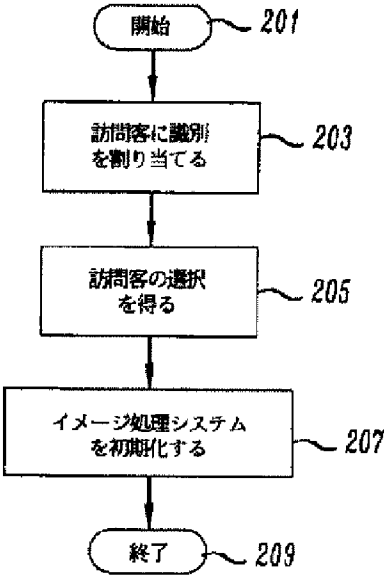 開始
201
訪問客に識別
を割り当てる
203
訪問客の選択
を得る
205
イメージ処理システム
を初期化する
207
終了
209